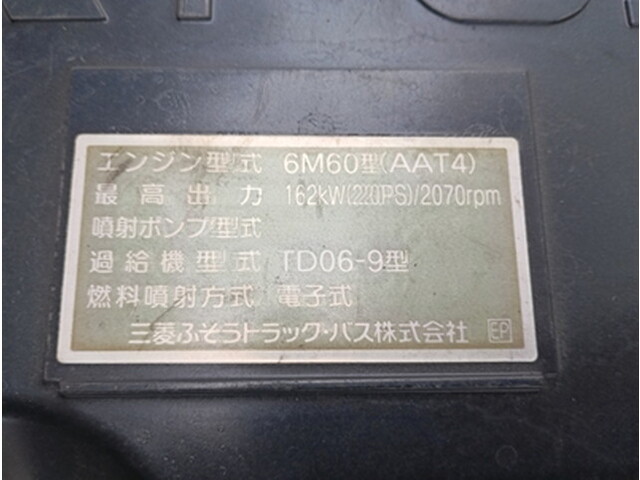 エンジン型式 6M60型(AAT4)
最高出力 162kW(220PS)/2070rpm
噴射ポンプ型式
過給機型式 TD06-9型
燃料噴射方式 電子式
三菱ふそうトラック・バス株式会社 EP